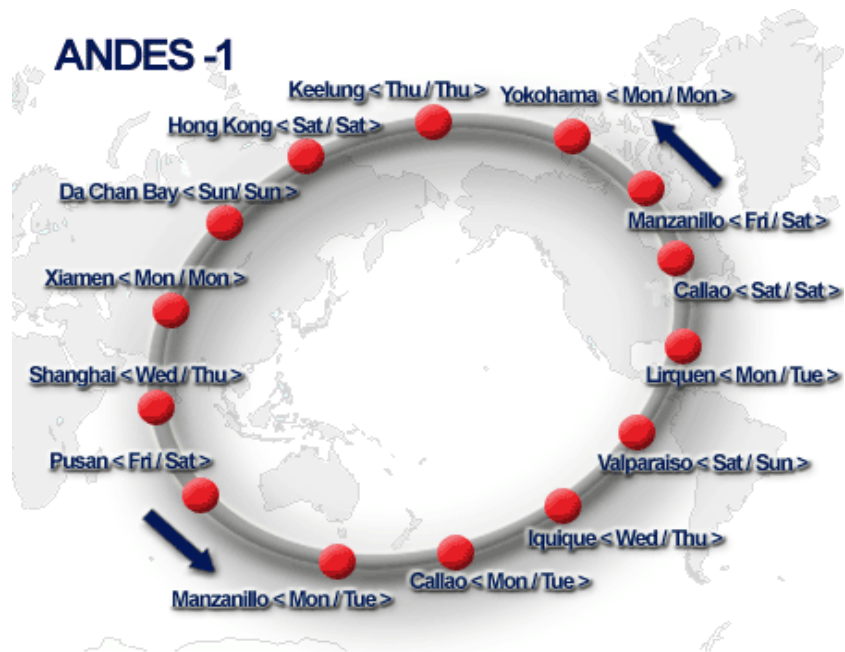 ANDES -1
Keelung < Thu / Thu >
Yokohama < Mon / Mon >
Hong Kong < Sat / Sat >
Da Chan Bay < Sun/ Sun >
Manzanillo < Fri / Sat >
Xiamen < Mon / Mon >
Callao < Sat / Sat >
Shanghai < Wed / Thu >
Lirquen < Mon / Tue >
Pusan < Fri / Sat >
Valparaiso < Sat / Sun >
Iquique < Wed / Thu >
Callao < Mon / Tue >
Manzanillo < Mon / Tue >